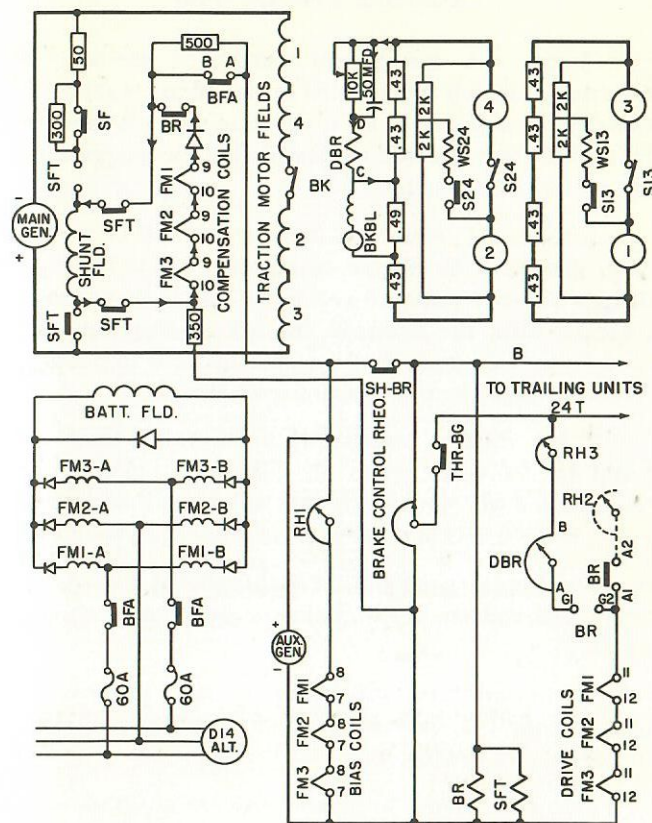 50
300
SF
SFT
MAIN GEN.
- +
SHUNT FLD.
SFT
SFT
SFT
500
B A
BFA
BR
9
FM1
10
9
FM2
10
9
FM3
10
350
COMPENSATION COILS
TRACTION MOTOR FIELDS
1
4
BK
2
3
10K
50 MFD
D
DBR
C
BKBL
.43
.43
.49
.43
2K 2K
WS24
S24
4
S24
2
.43
.43
.43
.43
2K 2K
WS13
S13
3
S13
1
B
SH-BR
TO TRAILING UNITS
24 T
BATT. FLD.
FM3-A FM3-B
FM2-A FM2-B
FM1-A FM1-B
BFA
BFA
60A
60A
D14 ALT.
RH1
BRAKE CONTROL RHEO.
THR-BG
RH3
RH2
B
DBR
A
A2
BR
A1
G1 G2
BR
+
AUX. GEN.
-
FM1 8
7
FM2 8
7
FM3 8
7
BIAS COILS
BR
SFT
DRIVE COILS
FM1 11
12
FM2 11
12
FM3 11
12